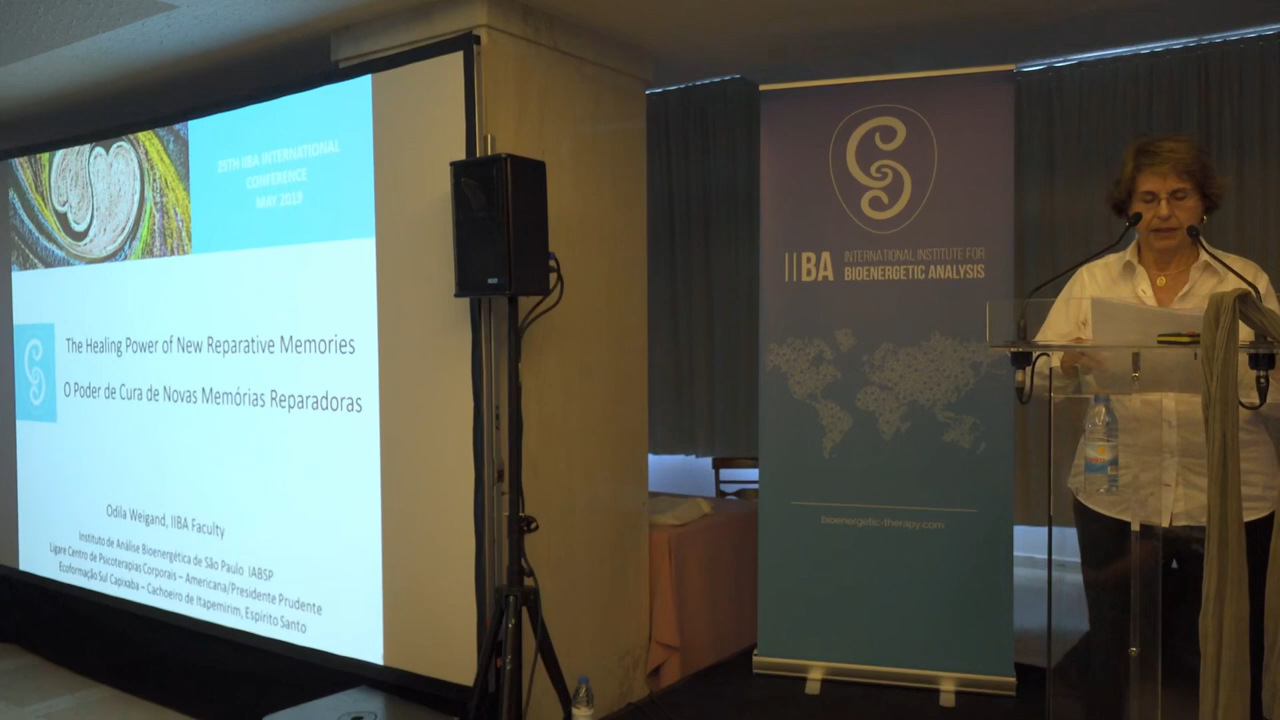 25TH IIBA INTERNATIONAL
CONFERENCE
MAY 2019
The Healing Power of New Reparative Memories
O Poder de Cura de Novas Memórias Reparadoras
Odila Weigand, IIBA Faculty
Instituto de Análise Bioenergética de São Paulo IABSP
Ligare Centro de Psicoterapias Corporais – Americana/Presidente Prudente
Ecoformação Sul Capixaba – Cachoeiro de Itapemirim, Espírito Santo
IIBA
INTERNATIONAL INSTITUTE FOR
BIOENERGETIC ANALYSIS
bioenergetic-therapy.com